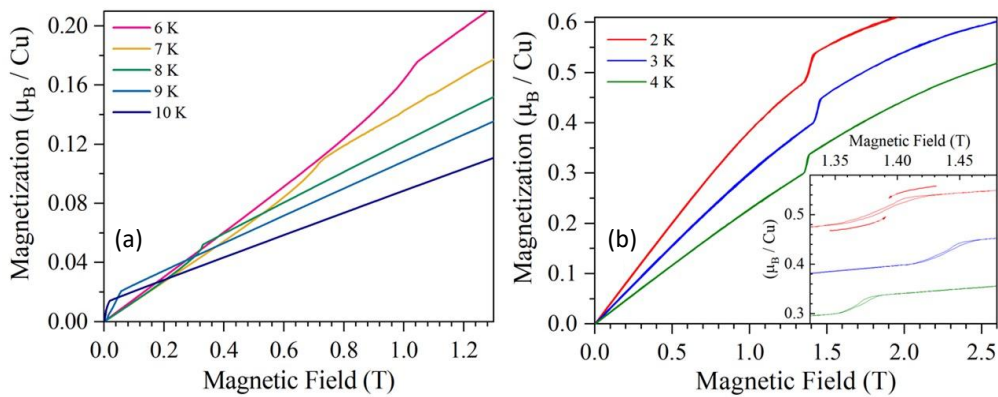 0.20
0.16
0.12
0.08
0.04
0.00
Magnetization (μB / Cu)
6 K
7 K
8 K
9 K
10 K
(a)
0.0 0.2 0.4 0.6 0.8 1.0 1.2
Magnetic Field (T)
0.6
0.5
0.4
0.3
0.2
0.1
0.0
Magnetization (μB / Cu)
2 K
3 K
4 K
(b)
Magnetic Field (T)
1.35 1.40 1.45
0.5
0.4
0.3
(μB / Cu)
0.0 0.5 1.0 1.5 2.0 2.5
Magnetic Field (T)